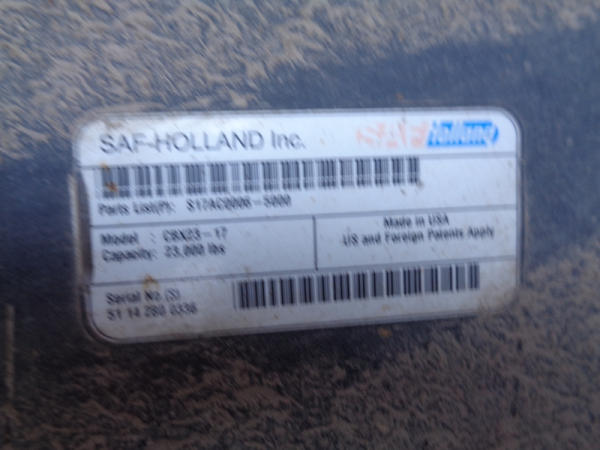 SAF-HOLLAND Inc.
SAF Holland
Parts List(P): S17AC0006-5000
Model : CBX23-17
Capacity: 23,000 lbs
Made in USA
US and Foreign Patents Apply
Serial No.(S)
51 14 280 0336